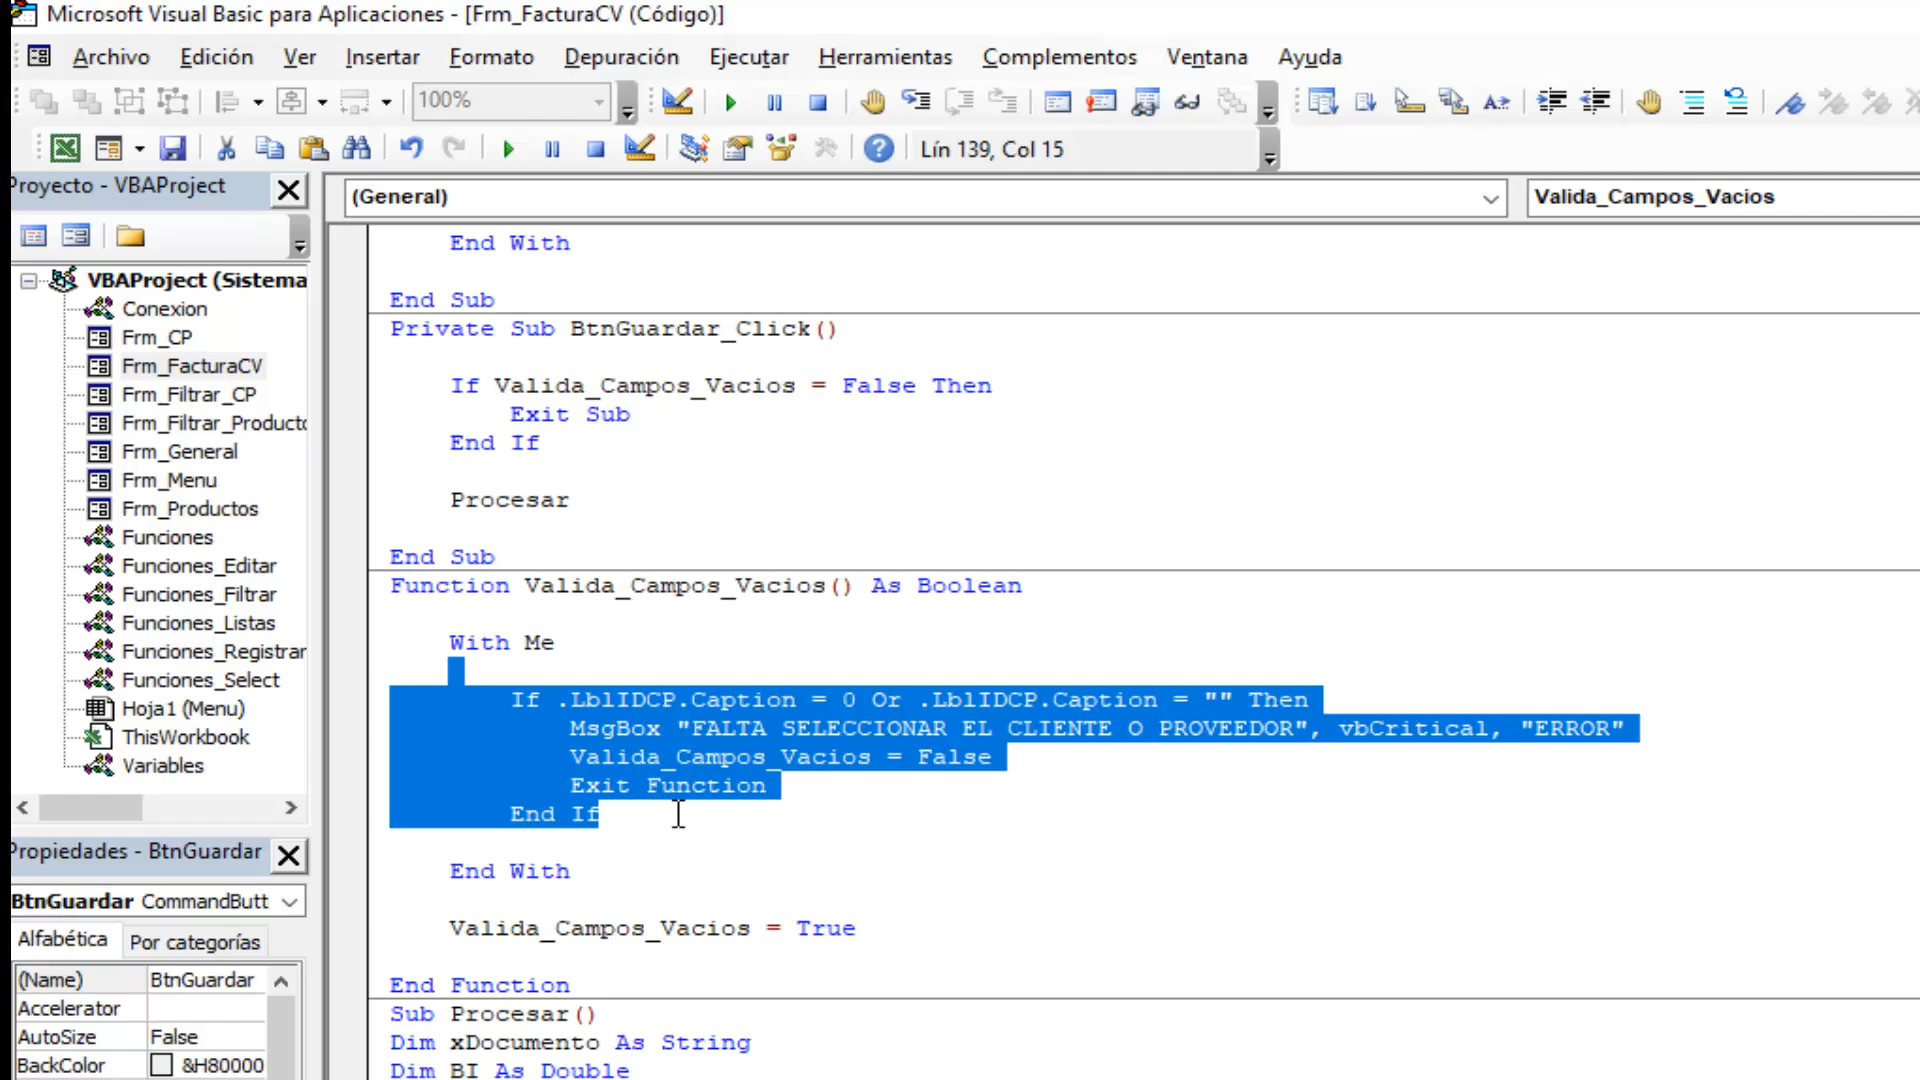 Microsoft Visual Basic para Aplicaciones - [Frm_FacturaCV (Código)]
Archivo Edición Ver Insertar Formato Depuración Ejecutar Herramientas Complementos Ventana Ayuda
100%
Lín 139, Col 15
Proyecto - VBAProject
(General)
Valida_Campos_Vacios
VBAProject (Sistema
Conexion
Frm_CP
Frm_FacturaCV
Frm_Filtrar_CP
Frm_Filtrar_Producto
Frm_General
Frm_Menu
Frm_Productos
Funciones
Funciones_Editar
Funciones_Filtrar
Funciones_Listas
Funciones_Registrar
Funciones_Select
Hoja1 (Menu)
ThisWorkbook
Variables
Propiedades - BtnGuardar
BtnGuardar CommandButt
Alfabética Por categorías
(Name) BtnGuardar
Accelerator
AutoSize False
BackColor &H80000
End With
End Sub
Private Sub BtnGuardar_Click()
If Valida_Campos_Vacios = False Then
Exit Sub
End If
Procesar
End Sub
Function Valida_Campos_Vacios() As Boolean
With Me
If .LblIDCP.Caption = 0 Or .LblIDCP.Caption = "" Then
MsgBox "FALTA SELECCIONAR EL CLIENTE O PROVEEDOR", vbCritical, "ERROR"
Valida_Campos_Vacios = False
Exit Function
End If
End With
Valida_Campos_Vacios = True
End Function
Sub Procesar()
Dim xDocumento As String
Dim BI As Double